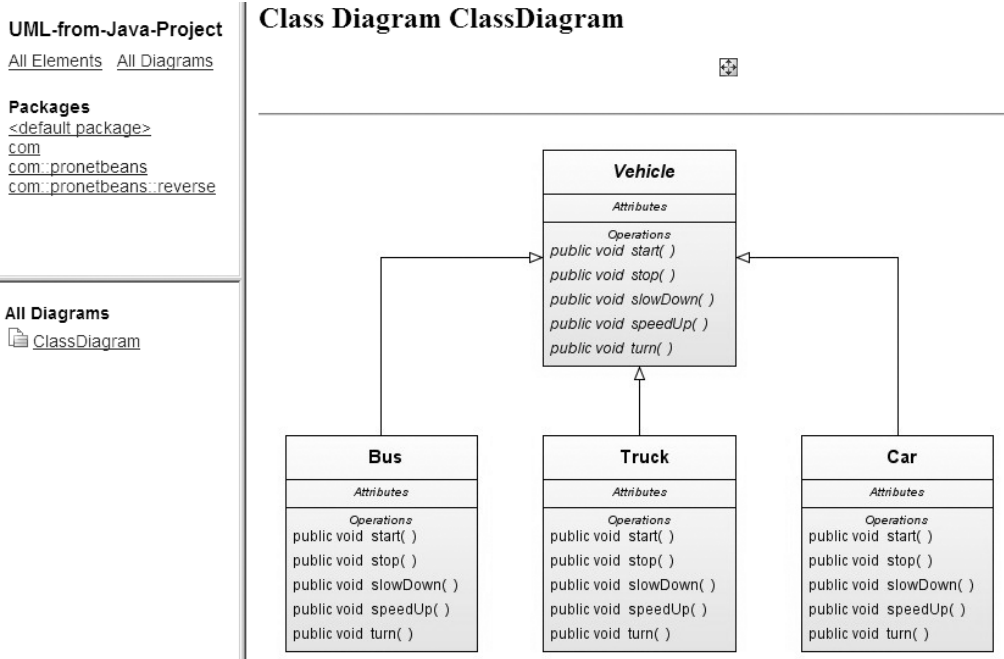 UML-from-Java-Project
All Elements All Diagrams
Packages
<default package>
com
com::pronetbeans
com::pronetbeans::reverse
All Diagrams
ClassDiagram
Class Diagram ClassDiagram
Vehicle
Attributes
Operations
public void start( )
public void stop( )
public void slowDown( )
public void speedUp( )
public void turn( )
Bus
Attributes
Operations
public void start( )
public void stop( )
public void slowDown( )
public void speedUp( )
public void turn( )
Truck
Attributes
Operations
public void start( )
public void stop( )
public void slowDown( )
public void speedUp( )
public void turn( )
Car
Attributes
Operations
public void start( )
public void stop( )
public void slowDown( )
public void speedUp( )
public void turn( )